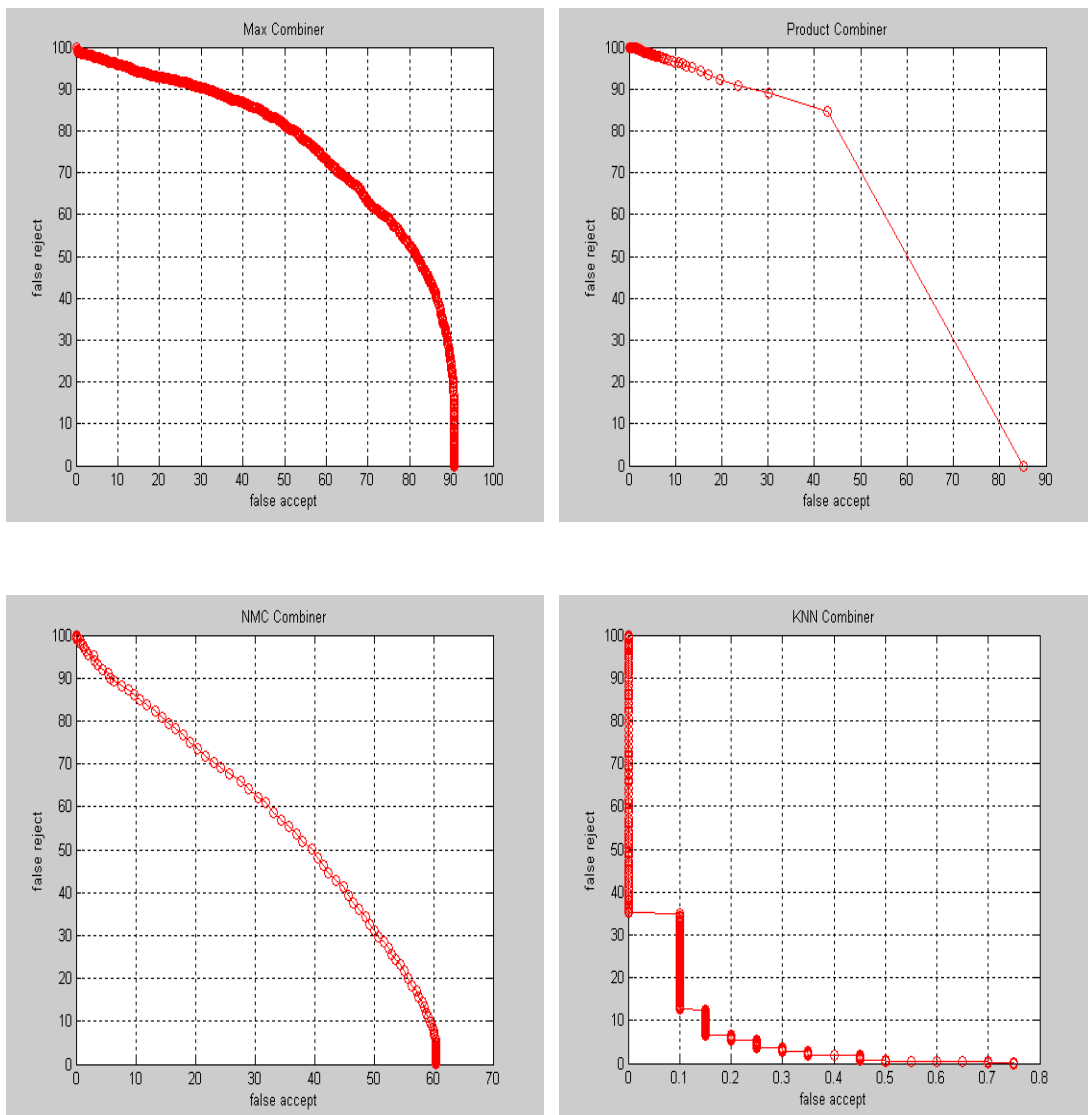 Max Combiner
100
90
80
70
60
50
40
30
20
10
0
false reject
0 10 20 30 40 50 60 70 80 90 100
false accept
Product Combiner
100
90
80
70
60
50
40
30
20
10
0
false reject
0 10 20 30 40 50 60 70 80 90
false accept
NMC Combiner
100
90
80
70
60
50
40
30
20
10
0
false reject
0 10 20 30 40 50 60 70
false accept
KNN Combiner
100
90
80
70
60
50
40
30
20
10
0
false reject
0 0.1 0.2 0.3 0.4 0.5 0.6 0.7 0.8
false accept